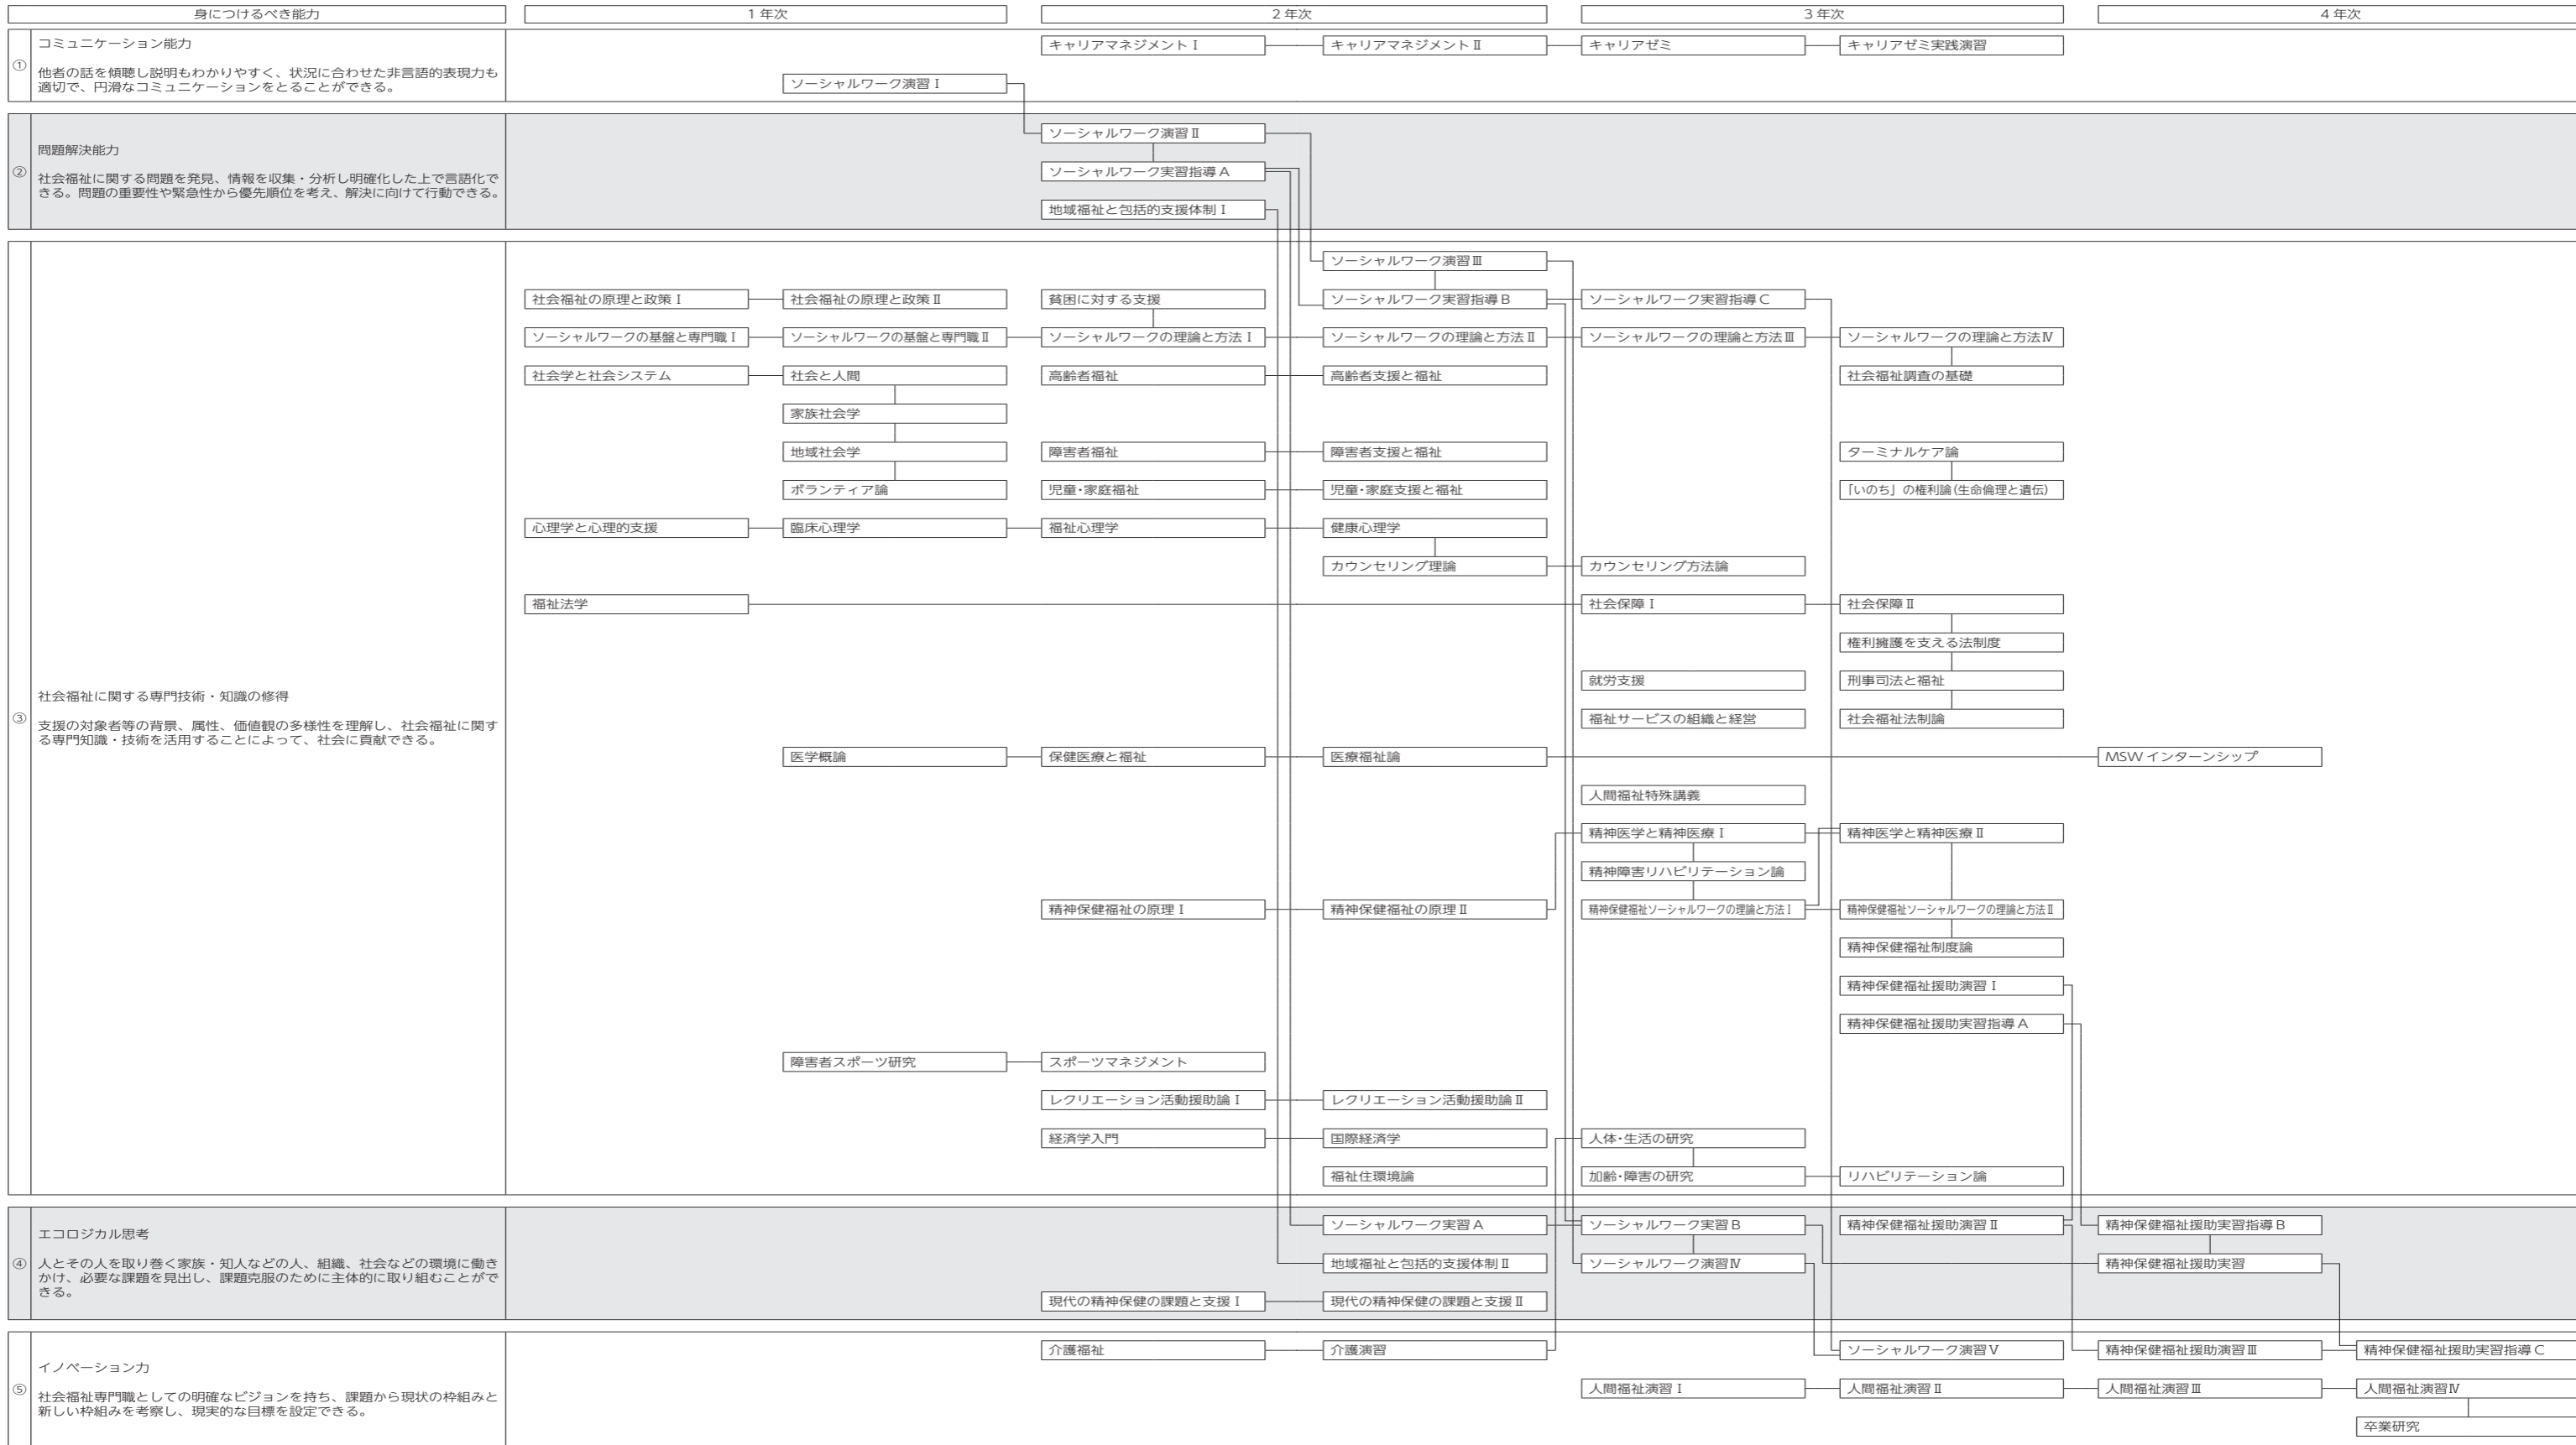 身につけるべき能力
1 年次
2 年次
3 年次
4 年次
①
コミュニケーション能力
他者の話を傾聴し説明もわかりやすく、状況に合わせた非言語的表現力も
適切で、円滑なコミュニケーションをとることができる。
キャリアマネジメントⅠ
キャリアマネジメントⅡ
キャリアゼミ
キャリアゼミ実践演習
ソーシャルワーク演習Ⅰ
②
問題解決能力
社会福祉に関する問題を発見、情報を収集・分析し明確化した上で言語化で
きる。問題の重要性や緊急性から優先順位を考え、解決に向けて行動できる。
ソーシャルワーク演習Ⅱ
ソーシャルワーク実習指導A
地域福祉と包括的支援体制Ⅰ
③
社会福祉に関する専門技術・知識の修得
支援の対象者等の背景、属性、価値観の多様性を理解し、社会福祉に関す
る専門知識・技術を活用することによって、社会に貢献できる。
ソーシャルワーク演習Ⅲ
社会福祉の原理と政策Ⅰ
社会福祉の原理と政策Ⅱ
貧困に対する支援
ソーシャルワーク実習指導B
ソーシャルワーク実習指導C
ソーシャルワークの基盤と専門職Ⅰ
ソーシャルワークの基盤と専門職Ⅱ
ソーシャルワークの理論と方法Ⅰ
ソーシャルワークの理論と方法Ⅱ
ソーシャルワークの理論と方法Ⅲ
ソーシャルワークの理論と方法Ⅳ
社会学と社会システム
社会と人間
高齢者福祉
高齢者支援と福祉
社会福祉調査の基礎
家族社会学
地域社会学
障害者福祉
障害者支援と福祉
ターミナルケア論
ボランティア論
児童・家庭福祉
児童・家庭支援と福祉
「いのち」の権利論(生命倫理と遺伝)
心理学と心理的支援
臨床心理学
福祉心理学
健康心理学
カウンセリング理論
カウンセリング方法論
福祉法学
社会保障Ⅰ
社会保障Ⅱ
権利擁護を支える法制度
就労支援
刑事司法と福祉
福祉サービスの組織と経営
社会福祉法制論
医学概論
保健医療と福祉
医療福祉論
MSW インターンシップ
人間福祉特殊講義
精神医学と精神医療Ⅰ
精神医学と精神医療Ⅱ
精神障害リハビリテーション論
精神保健福祉の原理Ⅰ
精神保健福祉の原理Ⅱ
精神保健福祉ソーシャルワークの理論と方法Ⅰ
精神保健福祉ソーシャルワークの理論と方法Ⅱ
精神保健福祉制度論
精神保健福祉援助演習Ⅰ
精神保健福祉援助実習指導A
障害者スポーツ研究
スポーツマネジメント
レクリエーション活動援助論Ⅰ
レクリエーション活動援助論Ⅱ
経済学入門
国際経済学
人体・生活の研究
福祉住環境論
加齢・障害の研究
リハビリテーション論
④
エコロジカル思考
人とその人を取り巻く家族・知人などの人、組織、社会などの環境に働き
かけ、必要な課題を見出し、課題克服のために主体的に取り組むことがで
きる。
ソーシャルワーク実習A
ソーシャルワーク実習B
精神保健福祉援助演習Ⅱ
精神保健福祉援助実習指導B
地域福祉と包括的支援体制Ⅱ
ソーシャルワーク演習Ⅳ
精神保健福祉援助実習
現代の精神保健の課題と支援Ⅰ
現代の精神保健の課題と支援Ⅱ
⑤
イノベーション力
社会福祉専門職としての明確なビジョンを持ち、課題から現状の枠組みと
新しい枠組みを考察し、現実的な目標を設定できる。
介護福祉
介護演習
ソーシャルワーク演習Ⅴ
精神保健福祉援助演習Ⅲ
精神保健福祉援助実習指導C
人間福祉演習Ⅰ
人間福祉演習Ⅱ
人間福祉演習Ⅲ
人間福祉演習Ⅳ
卒業研究